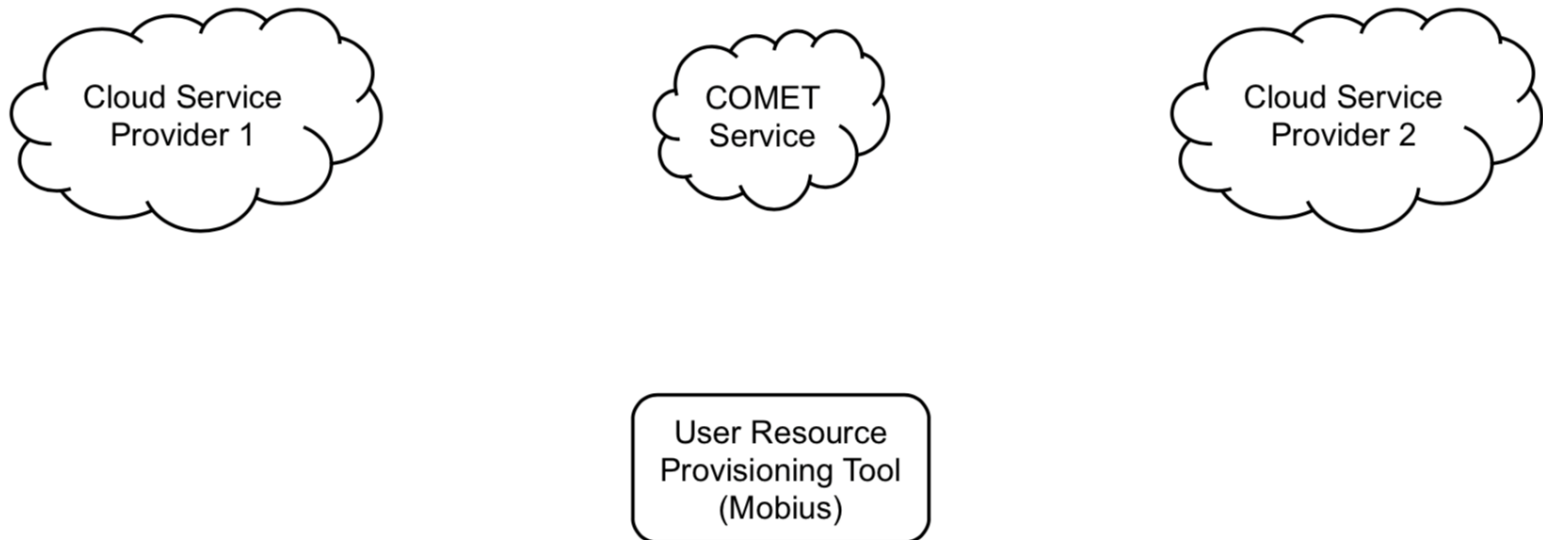 Cloud Service
Provider 1
COMET
Service
Cloud Service
Provider 2
User Resource
Provisioning Tool
(Mobius)